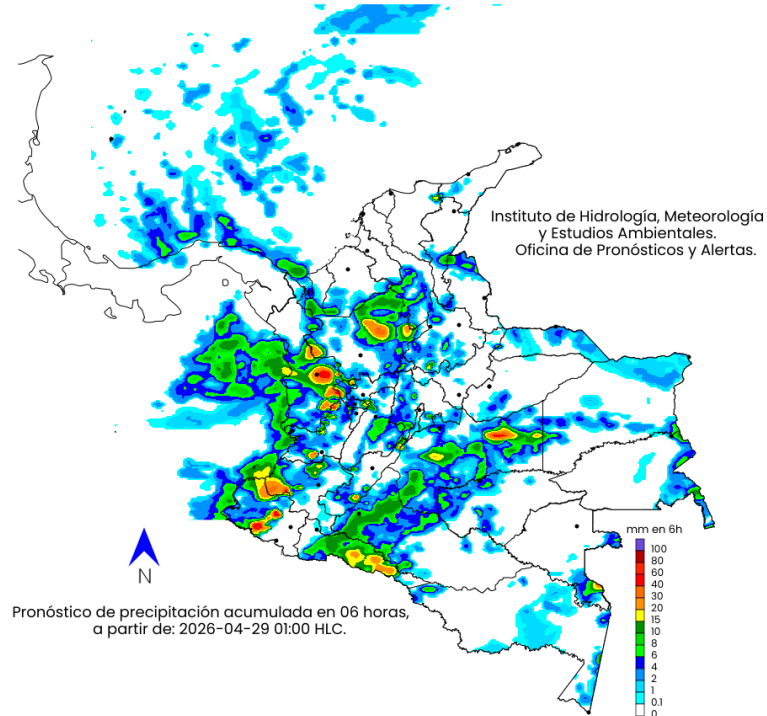 Instituto de Hidrología, Meteorología
y Estudios Ambientales.
Oficina de Pronósticos y Alertas.
mm en 6h
100
80
60
40
30
20
15
10
8
6
4
2
1
0.1
0
N
Pronóstico de precipitación acumulada en 06 horas,
a partir de: 2026-04-29 01:00 HLC.